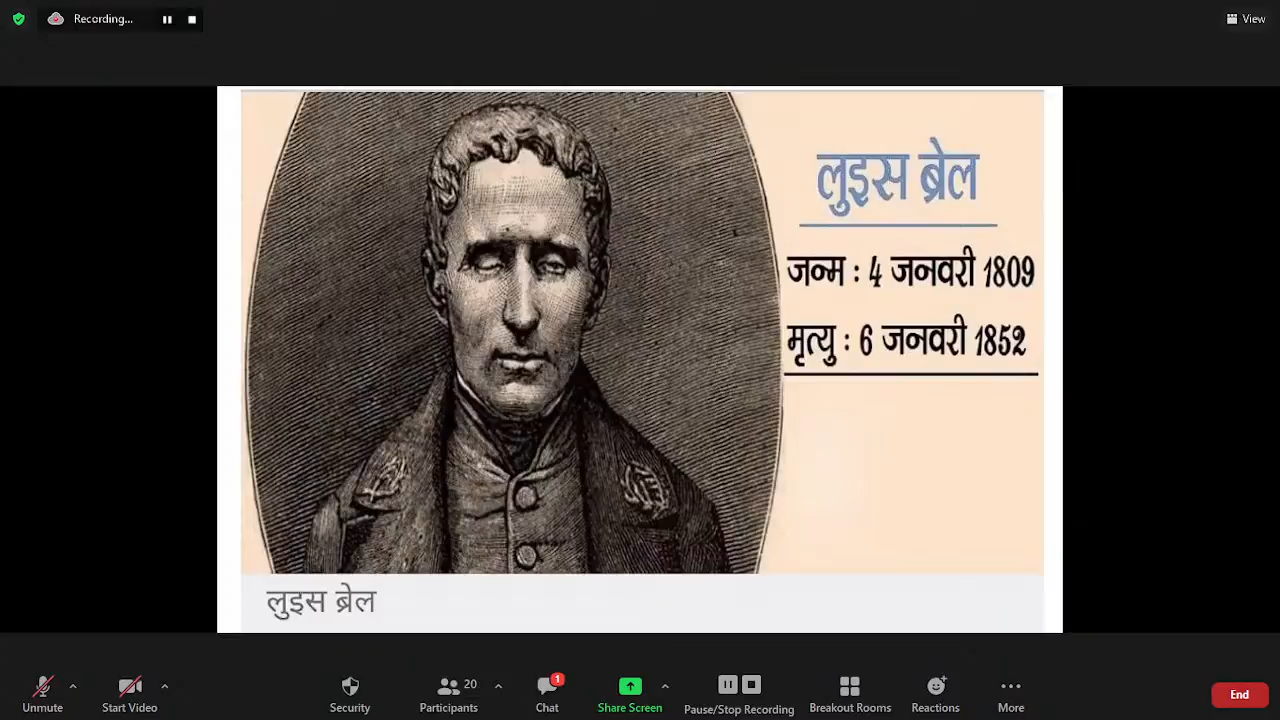 Recording...
View
लुइस ब्रेल
जन्म : 4 जनवरी 1809
मृत्यु : 6 जनवरी 1852
लुइस ब्रेल
Unmute
Start Video
Security
20
Participants
1
Chat
Share Screen
Pause/Stop Recording
Breakout Rooms
Reactions
More
End